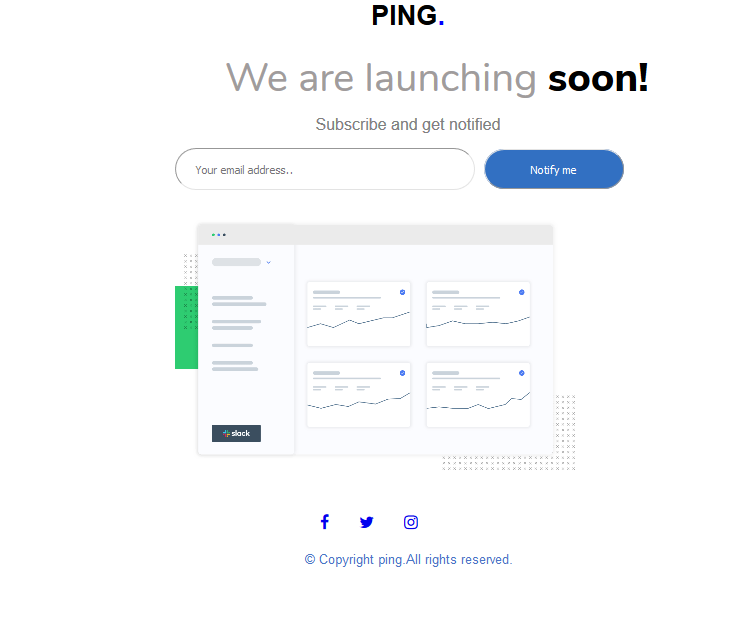 PING.
We are launching soon!
Subscribe and get notified
Your email address..
Notify me
slack
© Copyright ping.All rights reserved.